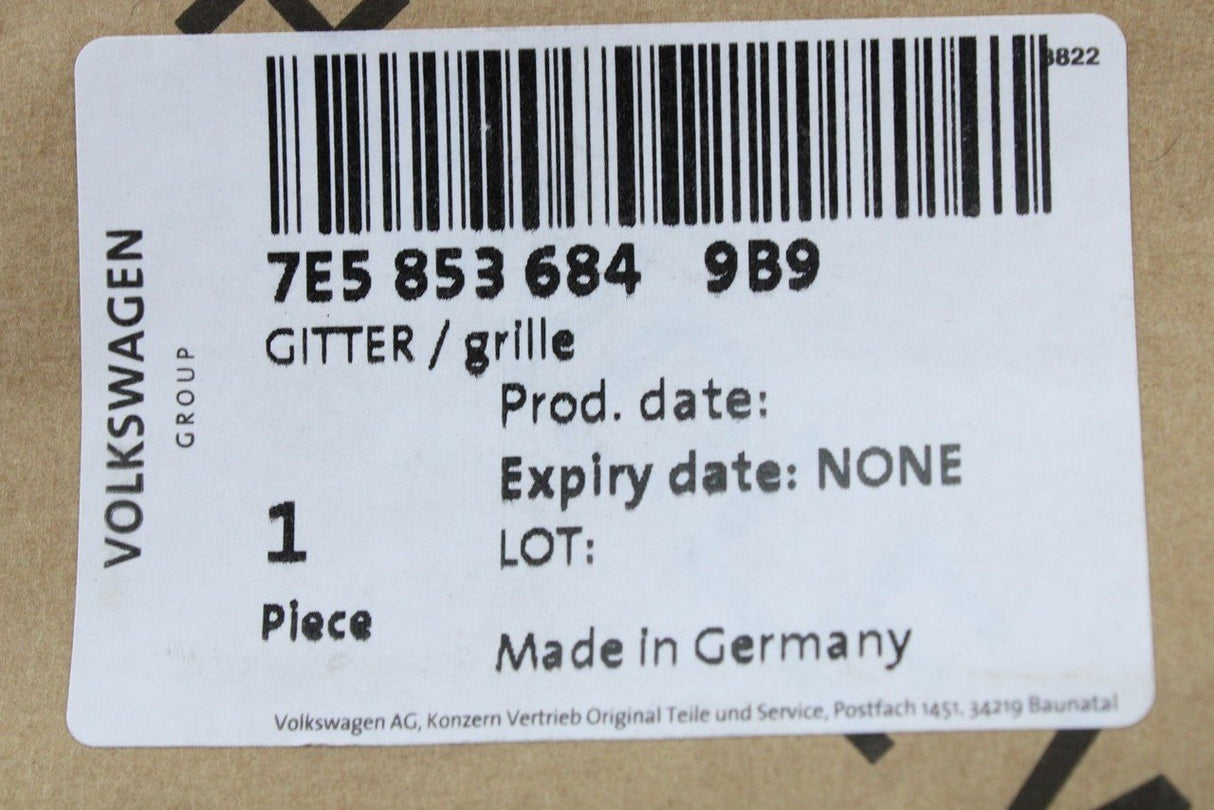 VOLKSWAGEN
GROUP
7E5 853 684 9B9
GITTER / grille
Prod. date:
Expiry date: NONE
LOT:
1
Piece
Made in Germany
Volkswagen AG, Konzern Vertrieb Original Teile und Service, Postfach 1451. 34219 Baunatal